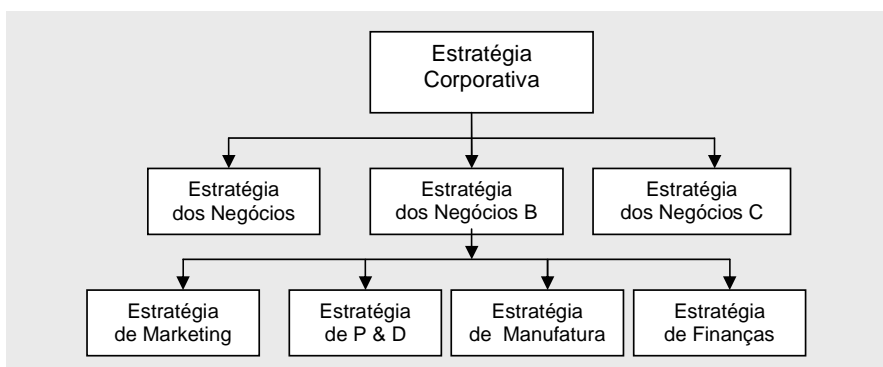 Estratégia
Corporativa
Estratégia
dos Negócios
Estratégia
dos Negócios B
Estratégia
dos Negócios C
Estratégia
de Marketing
Estratégia
de P & D
Estratégia
de Manufatura
Estratégia
de Finanças